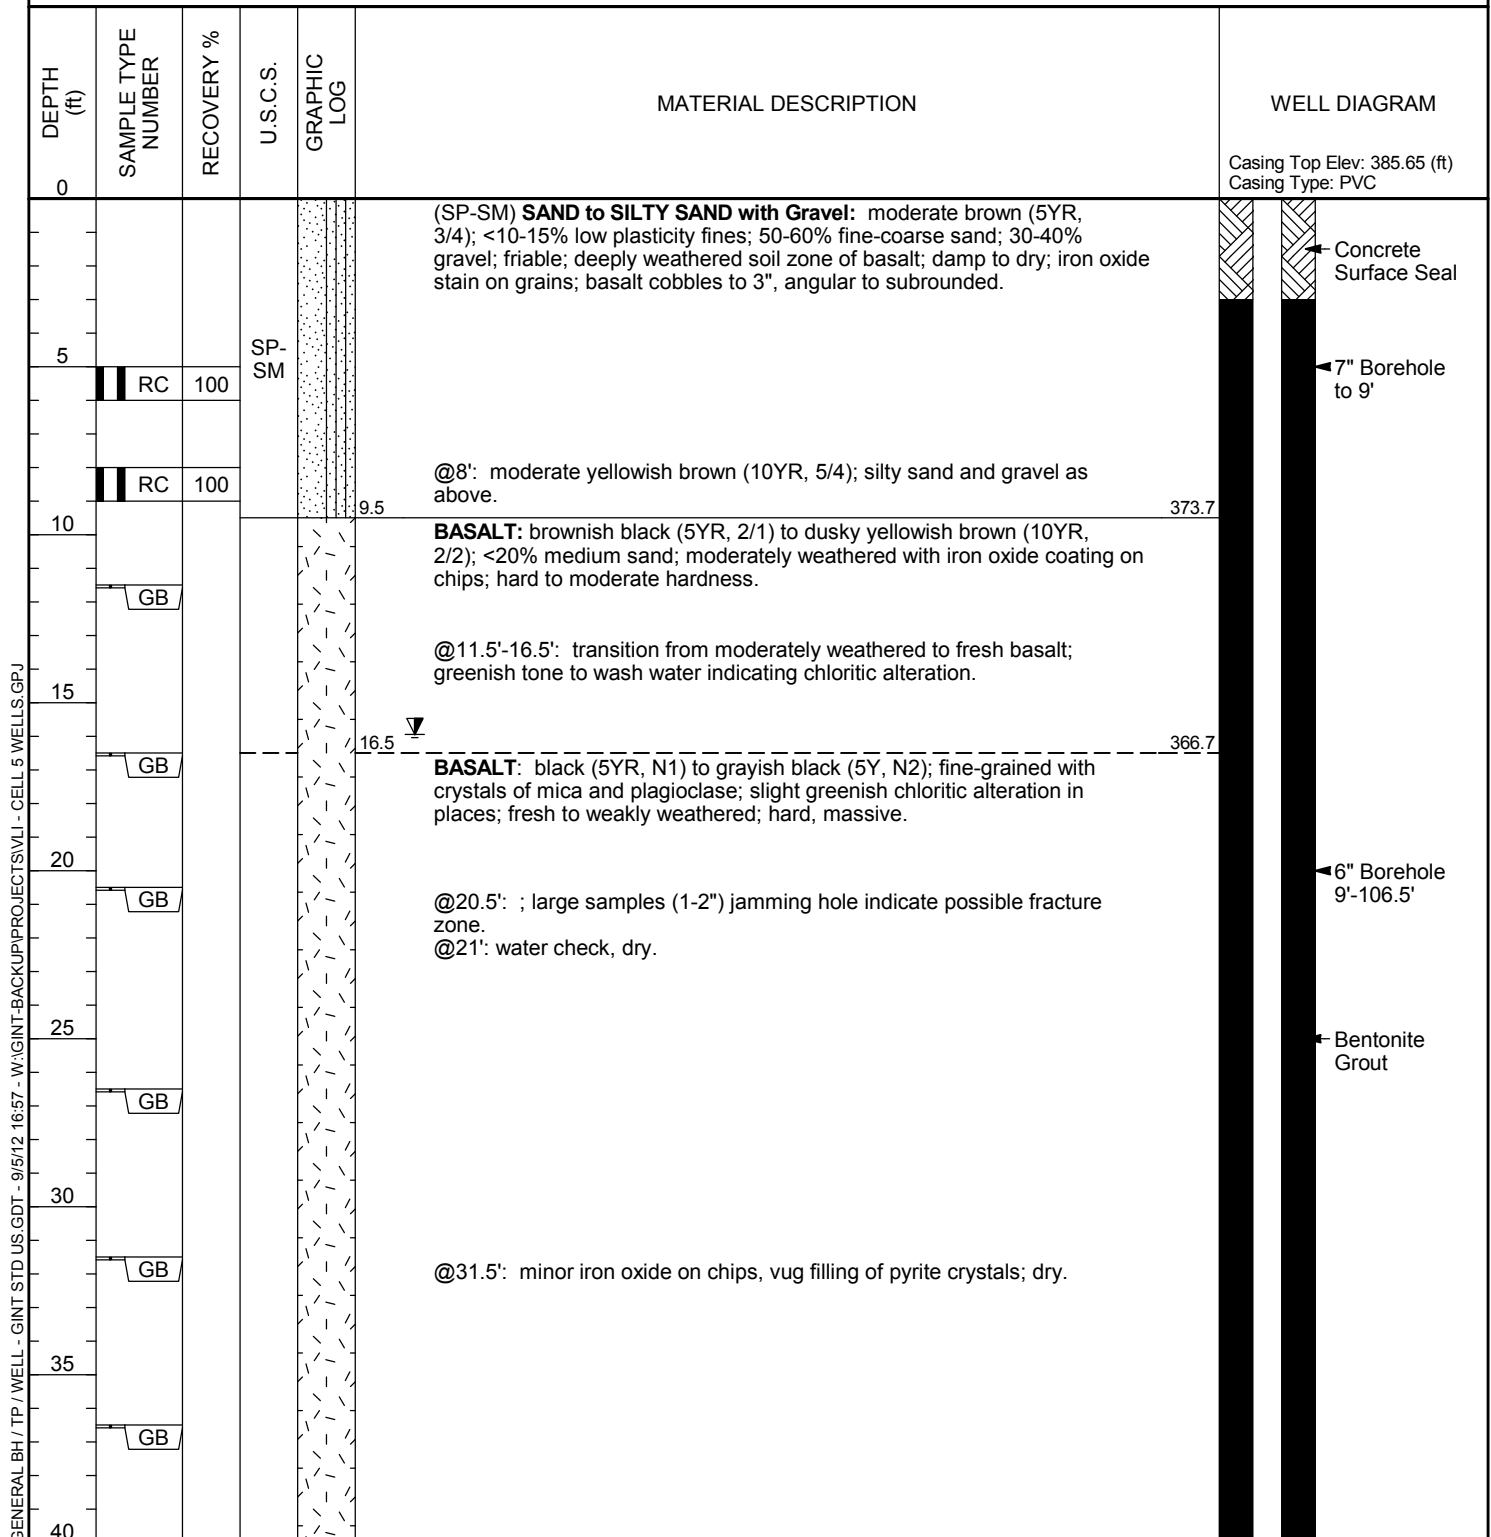 DEPTH
(ft)
SAMPLE TYPE
NUMBER
RECOVERY %
U.S.C.S.
GRAPHIC
LOG
MATERIAL DESCRIPTION
WELL DIAGRAM
Casing Top Elev: 385.65 (ft)
Casing Type: PVC
0
(SP-SM) SAND to SILTY SAND with Gravel: moderate brown (5YR,
3/4); <10-15% low plasticity fines; 50-60% fine-coarse sand; 30-40%
gravel; friable; deeply weathered soil zone of basalt; damp to dry; iron oxide
stain on grains; basalt cobbles to 3", angular to subrounded.
Concrete
Surface Seal
SP-
SM
5
RC 100
7" Borehole
to 9'
@8': moderate yellowish brown (10YR, 5/4); silty sand and gravel as
above.
RC 100
9.5 373.7
10
BASALT: brownish black (5YR, 2/1) to dusky yellowish brown (10YR,
2/2); <20% medium sand; moderately weathered with iron oxide coating on
chips; hard to moderate hardness.
GB
@11.5'-16.5': transition from moderately weathered to fresh basalt;
greenish tone to wash water indicating chloritic alteration.
15
16.5 366.7
GB
BASALT: black (5YR, N1) to grayish black (5Y, N2); fine-grained with
crystals of mica and plagioclase; slight greenish chloritic alteration in
places; fresh to weakly weathered; hard, massive.
20
6" Borehole
9'-106.5'
GB
@20.5': ; large samples (1-2") jamming hole indicate possible fracture
zone.
@21': water check, dry.
25
Bentonite
Grout
GB
30
GB
@31.5': minor iron oxide on chips, vug filling of pyrite crystals; dry.
35
GB
40
GENERAL BH / TP / WELL - GINT STD US.GDT - 9/5/12 16:57 - W:\GINT-BACKUP\PROJECTS\VLI - CELL 5 WELLS.GPJ